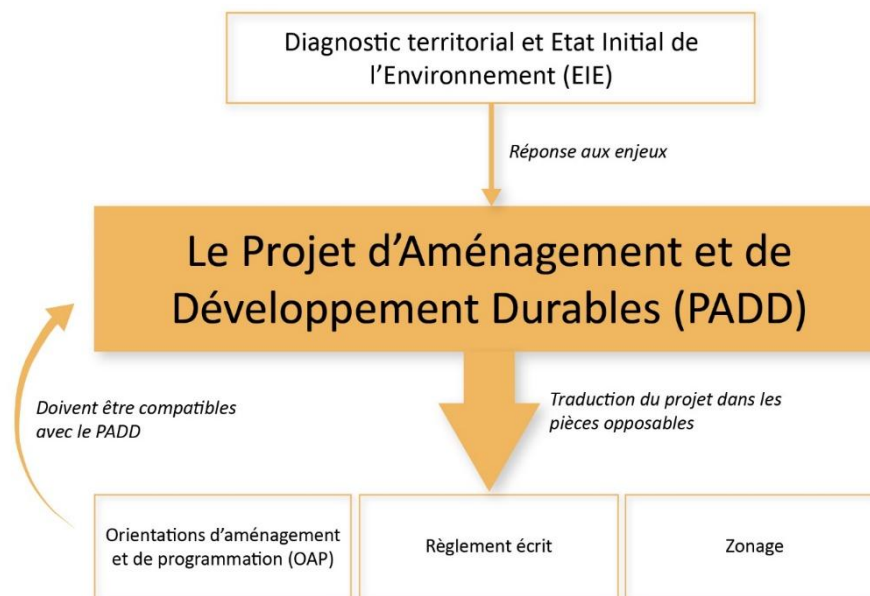 Diagnostic territorial et Etat Initial de
l’Environnement (EIE)
Réponse aux enjeux
Le Projet d’Aménagement et de
Développement Durables (PADD)
Doivent être compatibles
avec le PADD
Traduction du projet dans les
pièces opposables
Orientations d’aménagement
et de programmation (OAP)
Règlement écrit
Zonage